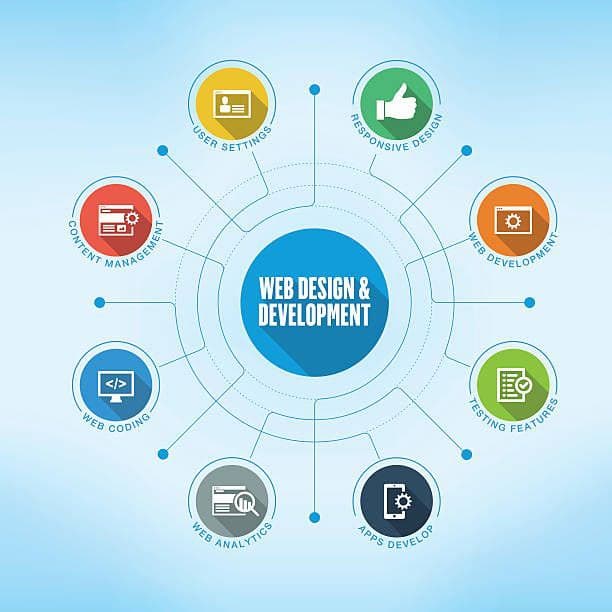 USER SETTINGS
RESPONSIVE DESIGN
CONTENT MANAGEMENT
WEB DEVELOPMENT
WEB DESIGN &
DEVELOPMENT
</>
WEB CODING
TESTING FEATURES
WEB ANALYTICS
APPS DEVELOP